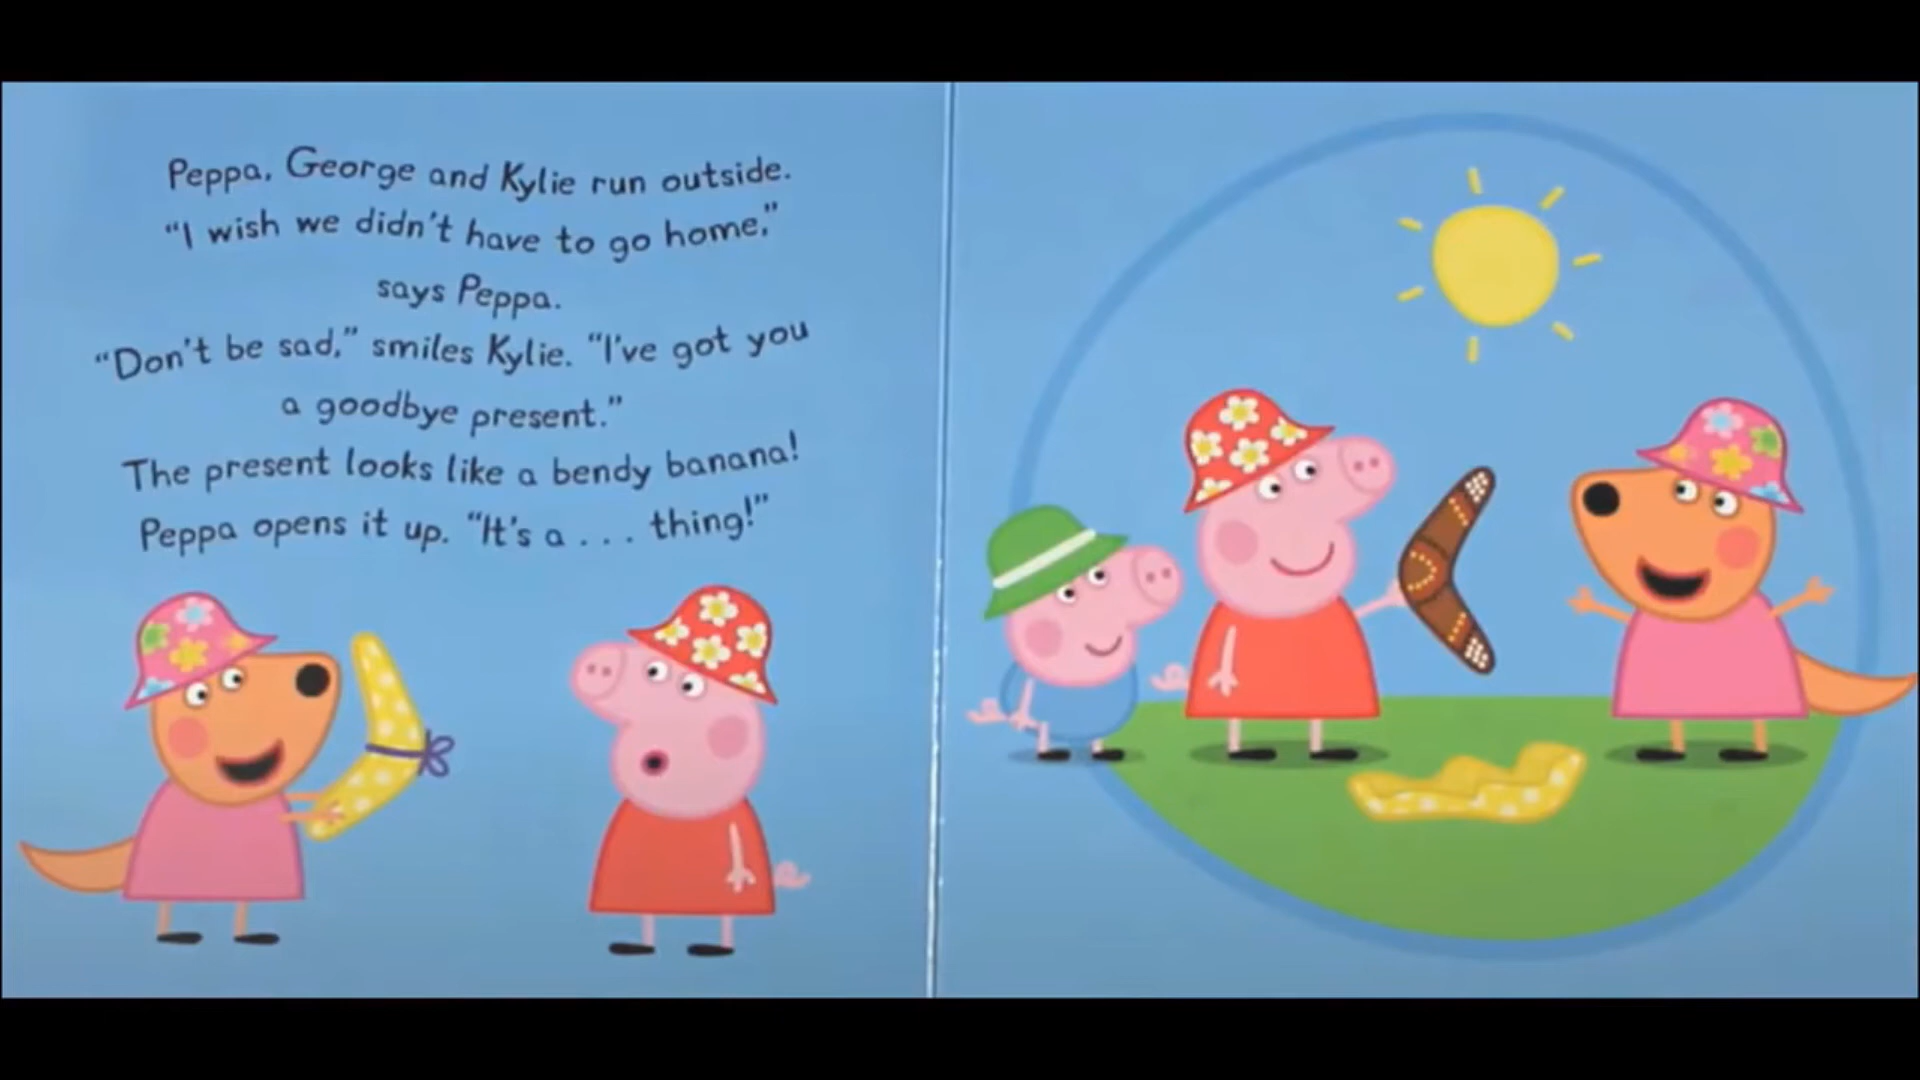 Peppa, George and Kylie run outside.
“I wish we didn’t have to go home,”
says Peppa.
“Don’t be sad,” smiles Kylie. “I’ve got you
a goodbye present.”
The present looks like a bendy banana!
Peppa opens it up. “It’s a . . . thing!”